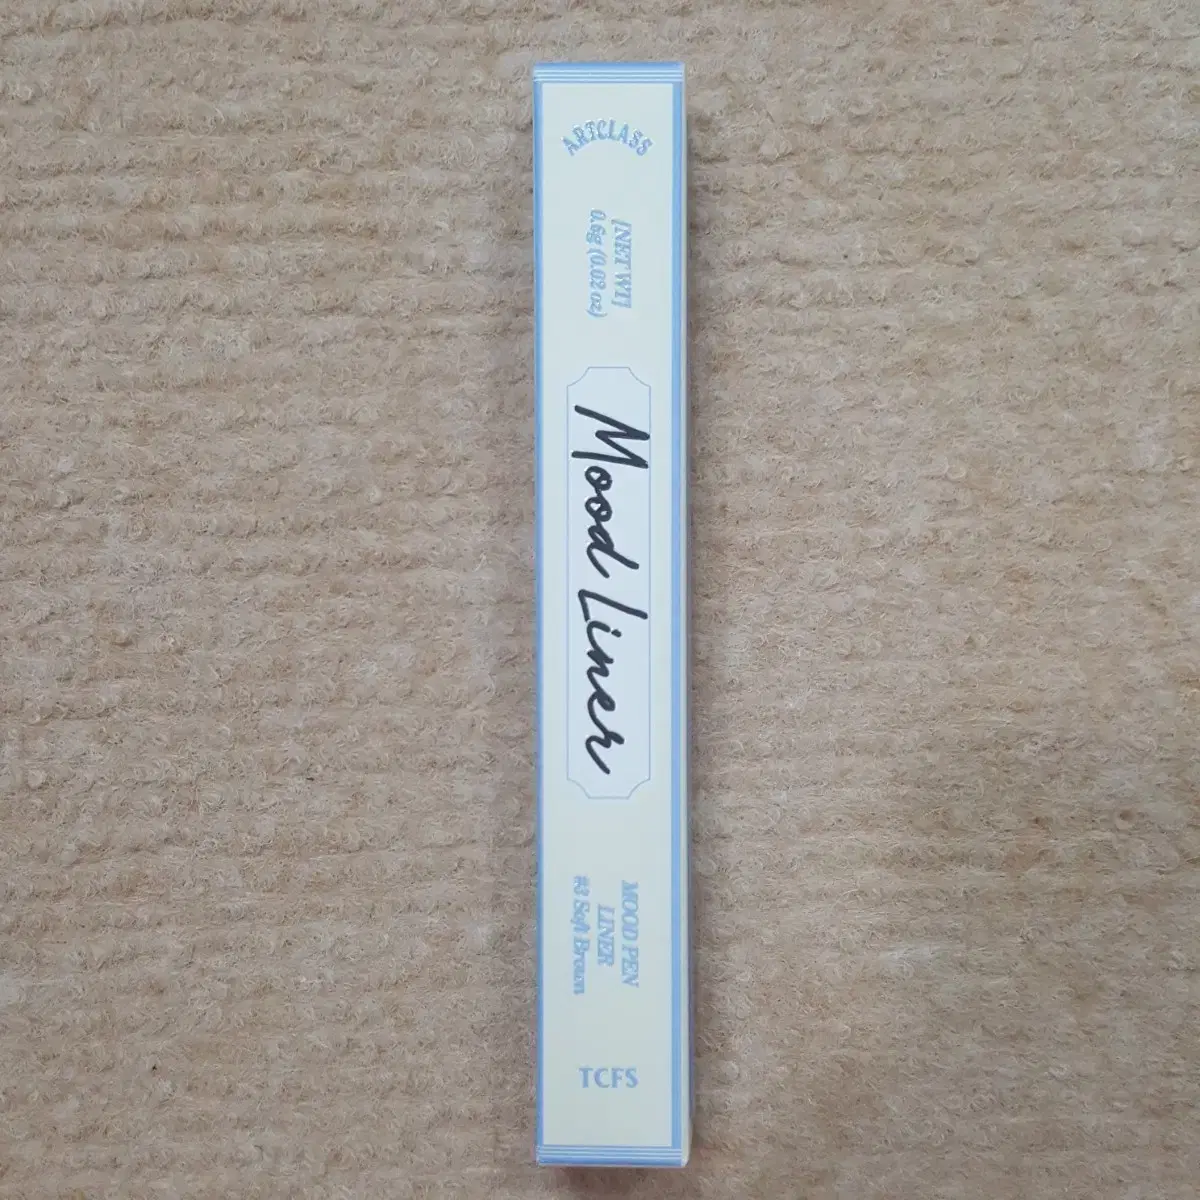 ARTCLASS
[NET WT]
0.6g (0.02 oz)
Mood Liner
MOOD PEN
LINER
#3 Soft Brown
TCFS